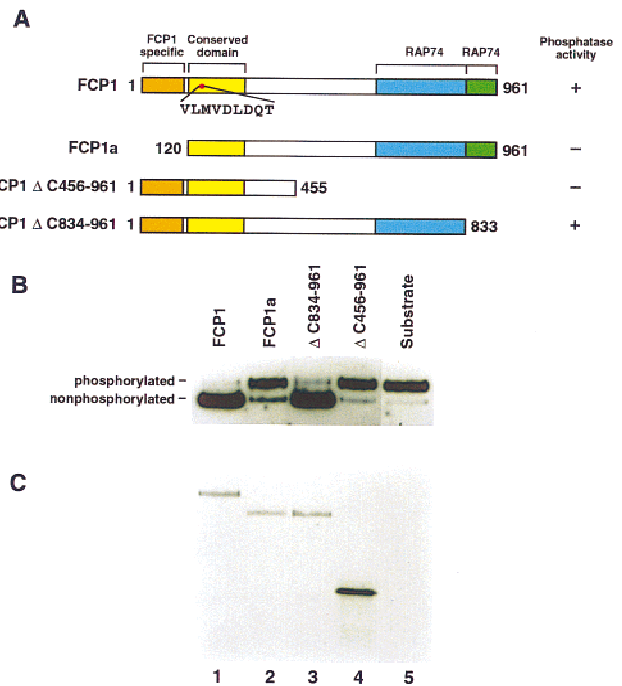 A
FCP1 specific
Conserved domain
RAP74
RAP74
Phosphatase activity
FCP1 1
961
+
VLMVDLDQT
FCP1a 120
961
–
CP1 Δ C456-961 1
455
–
CP1 Δ C834-961 1
833
+
B
FCP1
FCP1a
Δ C834-961
Δ C456-961
Substrate
phosphorylated –
nonphosphorylated –
C
1 2 3 4 5